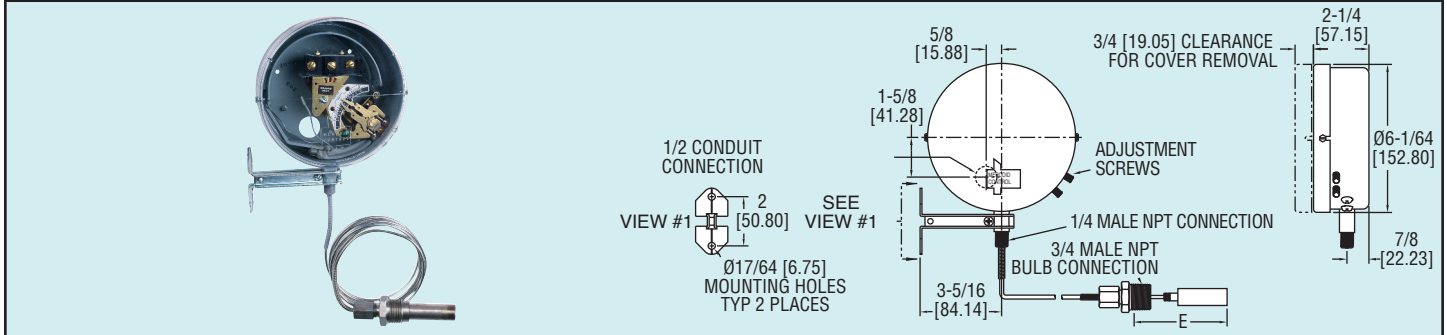 5/8
[15.88]
2-1/4
[57.15]
3/4 [19.05] CLEARANCE
FOR COVER REMOVAL
1-5/8
[41.28]
Ø6-1/64
[152.80]
1/2 CONDUIT
CONNECTION
ADJUSTMENT
SCREWS
CONTROL
VIEW #1
2
[50.80]
SEE
VIEW #1
1/4 MALE NPT CONNECTION
3/4 MALE NPT
BULB CONNECTION
Ø17/64 [6.75]
MOUNTING HOLES
TYP 2 PLACES
3-5/16
[84.14]
7/8
[22.23]
E